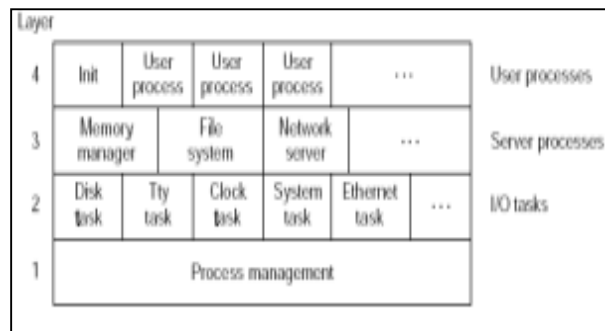 Layer
4 Init User process User process User process ... User processes
3 Memory manager File system Network server ... Server processes
2 Disk task Tty task Clock task System task Ethernet task ... I/O tasks
1 Process management